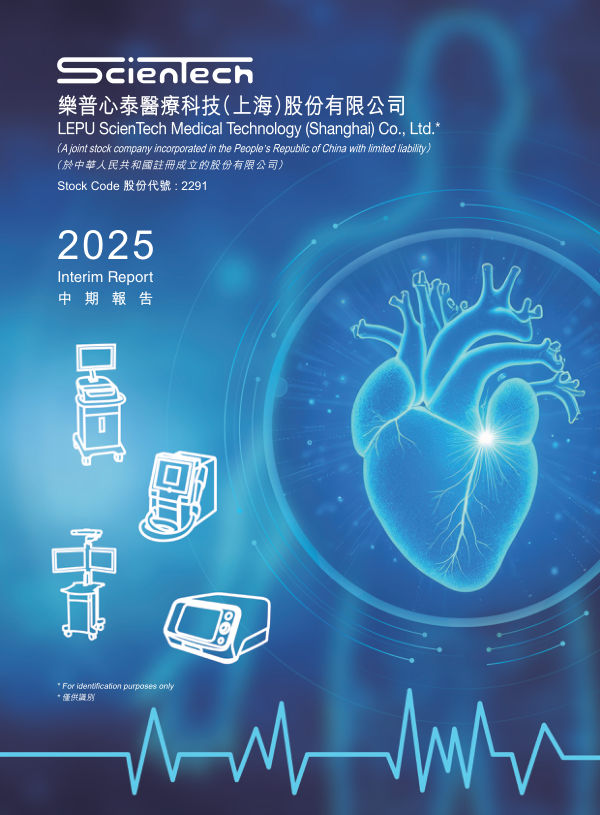 ScienTech
樂普心泰醫療科技(上海)股份有限公司
LEPU ScienTech Medical Technology (Shanghai) Co., Ltd.*
(A joint stock company incorporated in the People's Republic of China with limited liability)
(於中華人民共和國註冊成立的股份有限公司)
Stock Code 股份代號 : 2291
2025
Interim Report
中期報告
* For identification purposes only
* 僅供識別